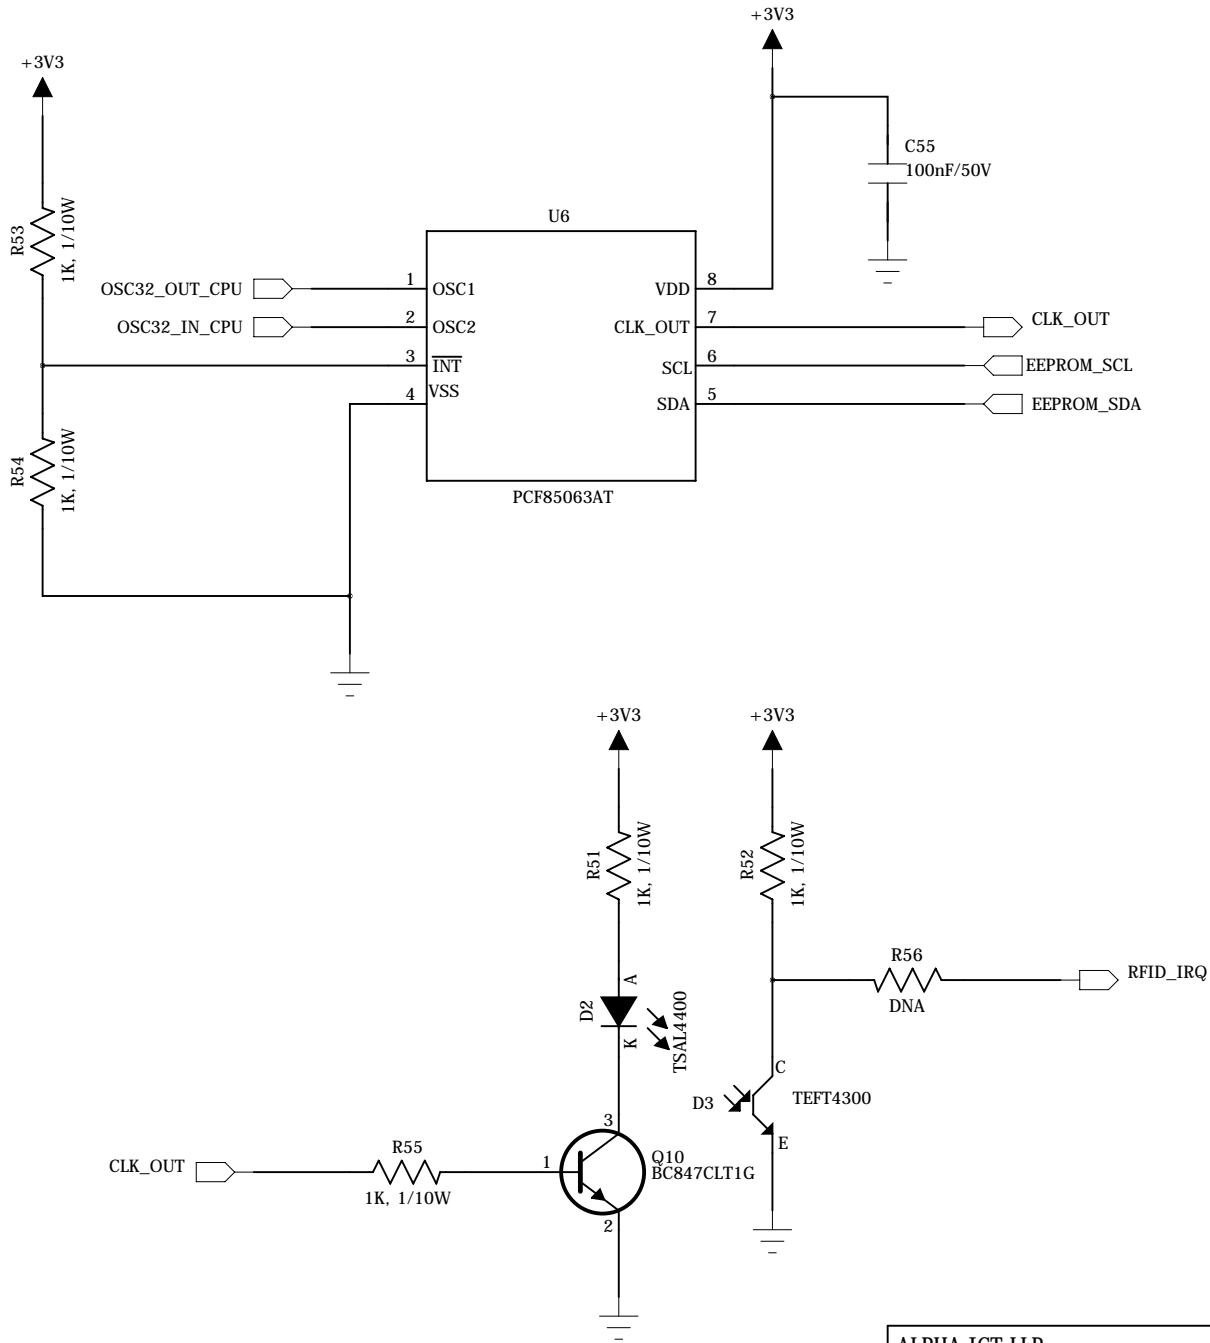 +3V3
+3V3
C55
100nF/50V
R53
1K, 1/10W
U6
OSC32_OUT_CPU
1
OSC1
VDD
8
OSC32_IN_CPU
2
OSC2
CLK_OUT
7
CLK_OUT
3
INT
SCL
6
EEPROM_SCL
4
VSS
SDA
5
EEPROM_SDA
R54
1K, 1/10W
PCF85063AT
+3V3
+3V3
R51
1K, 1/10W
R52
1K, 1/10W
R56
DNA
RFID_IRQ
A
D2
K
TSAL4400
C
D3
TEFT4300
E
3
CLK_OUT
R55
1K, 1/10W
1
Q10
BC847CLT1G
2